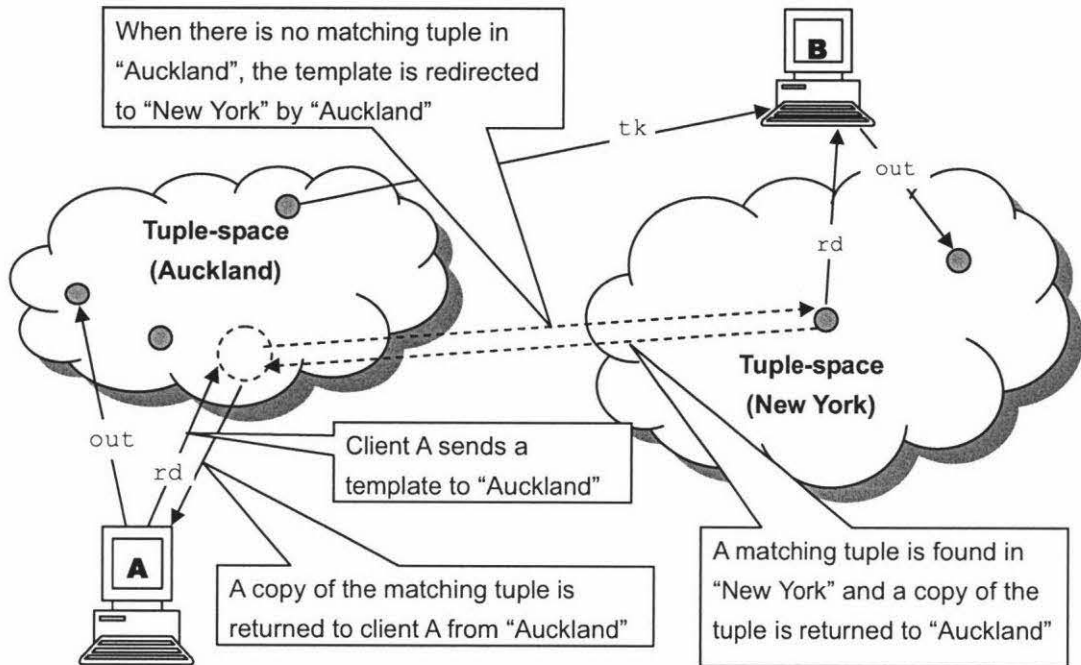 When there is no matching tuple in
“Auckland”, the template is redirected
to “New York” by “Auckland”
B
tk
out
rd
Tuple-space
(Auckland)
Tuple-space
(New York)
out
rd
Client A sends a
template to “Auckland”
A
A copy of the matching tuple is
returned to client A from “Auckland”
A matching tuple is found in
“New York” and a copy of the
tuple is returned to “Auckland”